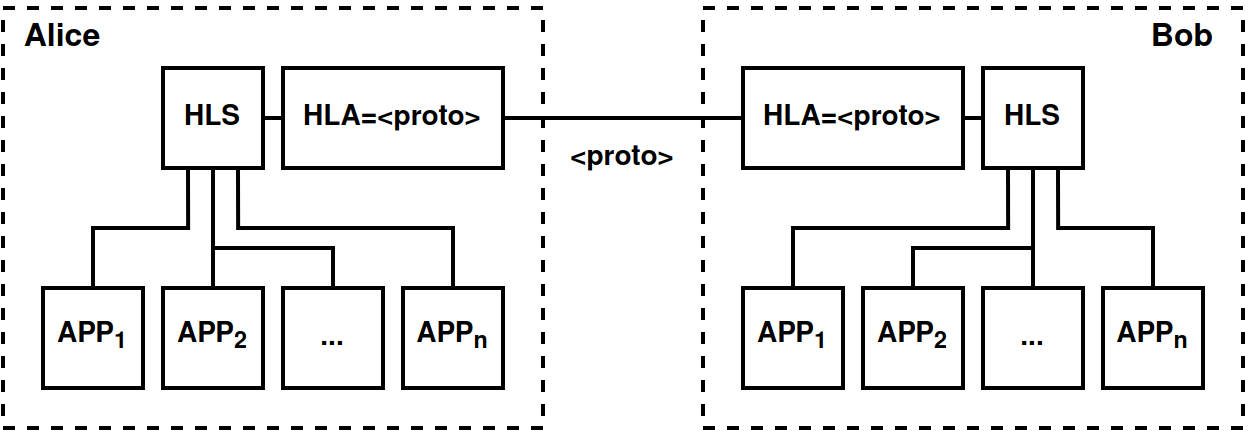 Alice
Bob
HLS
HLA=<proto>
HLA=<proto>
HLS
<proto>
APP₁
APP₂
...
APPₙ
APP₁
APP₂
...
APPₙ